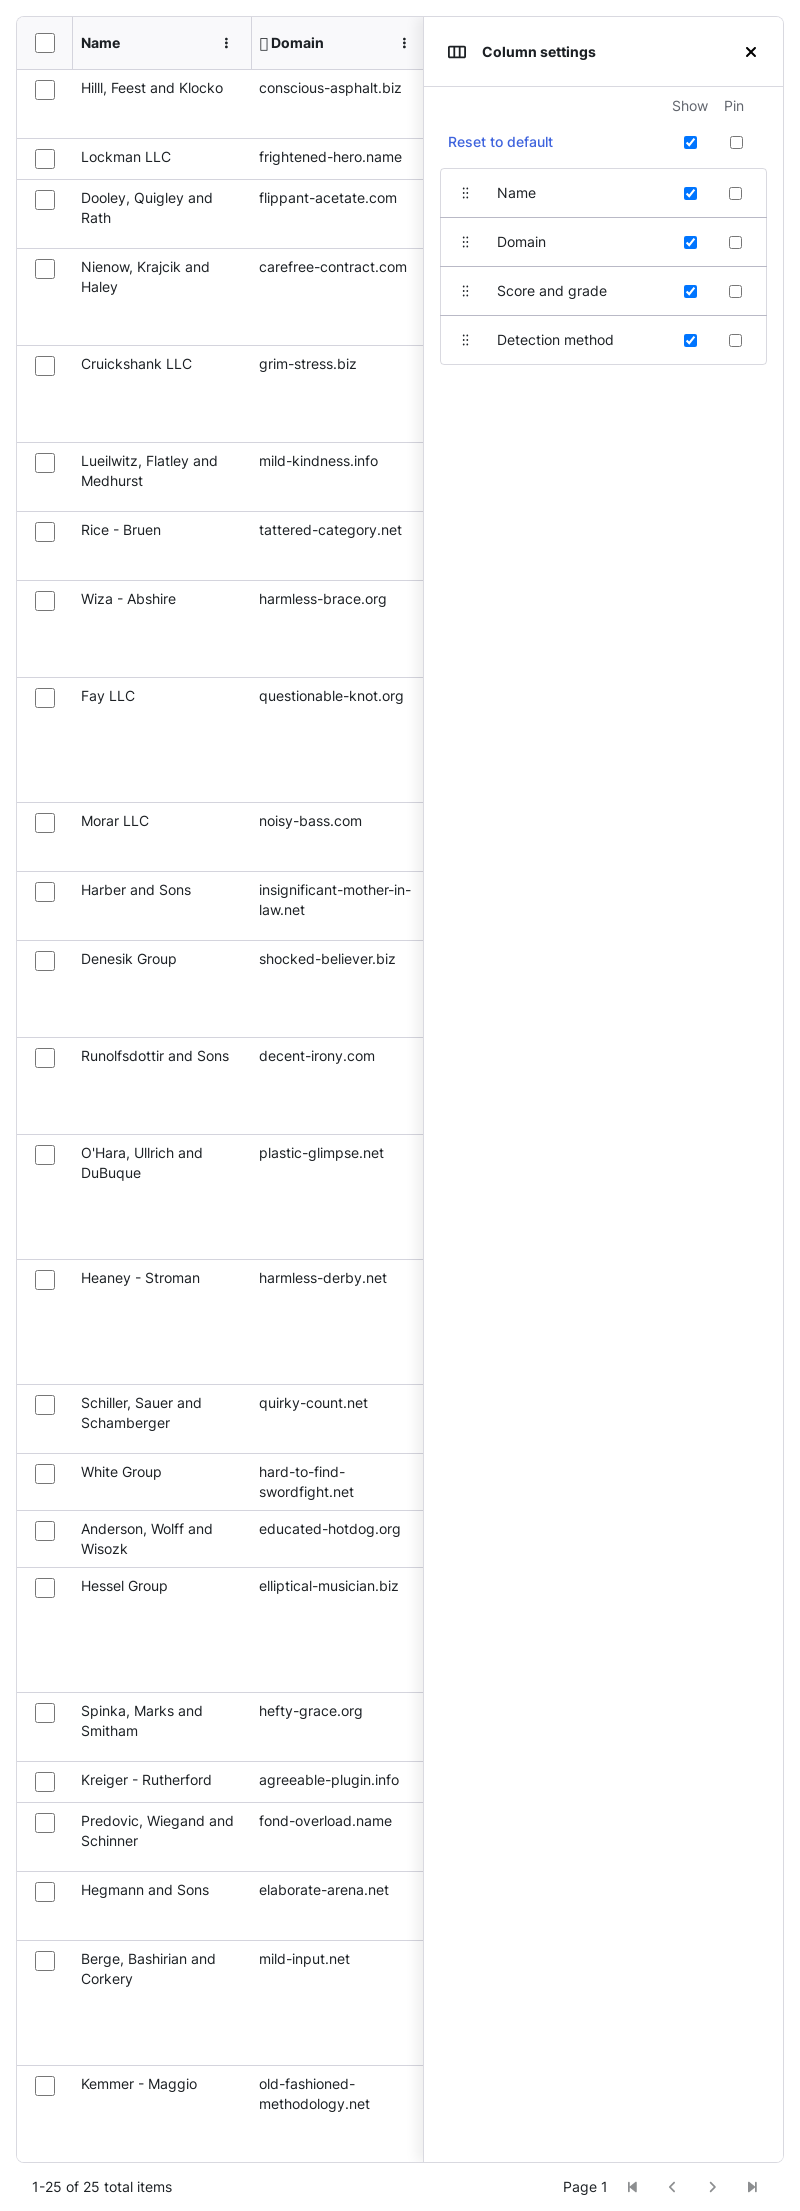 Name
Domain
Column settings
Show Pin
Reset to default
Name
Domain
Score and grade
Detection method
Hilll, Feest and Klocko conscious-asphalt.biz
Lockman LLC frightened-hero.name
Dooley, Quigley and flippant-acetate.com
Rath
Nienow, Krajcik and carefree-contract.com
Haley
Cruickshank LLC grim-stress.biz
Lueilwitz, Flatley and mild-kindness.info
Medhurst
Rice - Bruen tattered-category.net
Wiza - Abshire harmless-brace.org
Fay LLC questionable-knot.org
Morar LLC noisy-bass.com
Harber and Sons insignificant-mother-in-
law.net
Denesik Group shocked-believer.biz
Runolfsdottir and Sons decent-irony.com
O'Hara, Ullrich and plastic-glimpse.net
DuBuque
Heaney - Stroman harmless-derby.net
Schiller, Sauer and quirky-count.net
Schamberger
White Group hard-to-find-
swordfight.net
Anderson, Wolff and educated-hotdog.org
Wisozk
Hessel Group elliptical-musician.biz
Spinka, Marks and hefty-grace.org
Smitham
Kreiger - Rutherford agreeable-plugin.info
Predovic, Wiegand and fond-overload.name
Schinner
Hegmann and Sons elaborate-arena.net
Berge, Bashirian and mild-input.net
Corkery
Kemmer - Maggio old-fashioned-
methodology.net
1-25 of 25 total items Page 1